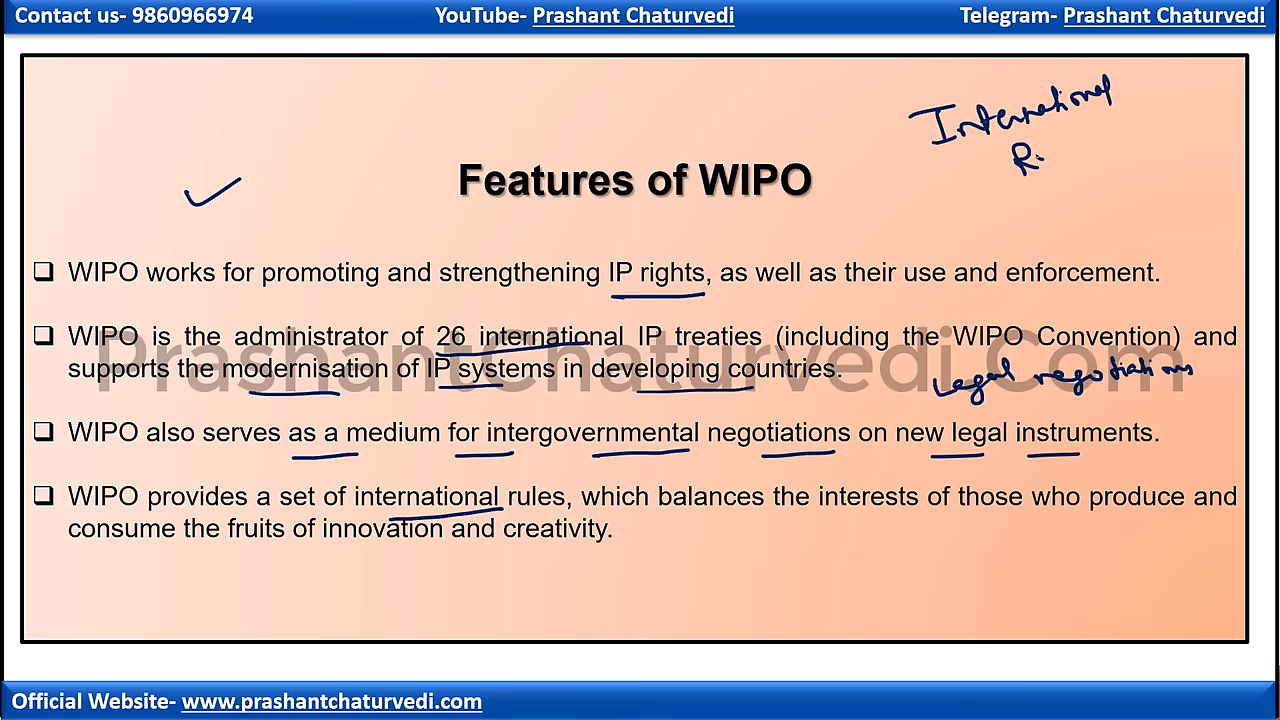 Contact us- 9860966974 YouTube- Prashant Chaturvedi Telegram- Prashant Chaturvedi
International
R
Features of WIPO
❑ WIPO works for promoting and strengthening IP rights, as well as their use and enforcement.
❑ WIPO is the administrator of 26 international IP treaties (including the WIPO Convention) and
supports the modernisation of IP systems in developing countries.
Legal negotiations
❑ WIPO also serves as a medium for intergovernmental negotiations on new legal instruments.
❑ WIPO provides a set of international rules, which balances the interests of those who produce and
consume the fruits of innovation and creativity.
PrashantChaturvedi.Com
Official Website- www.prashantchaturvedi.com